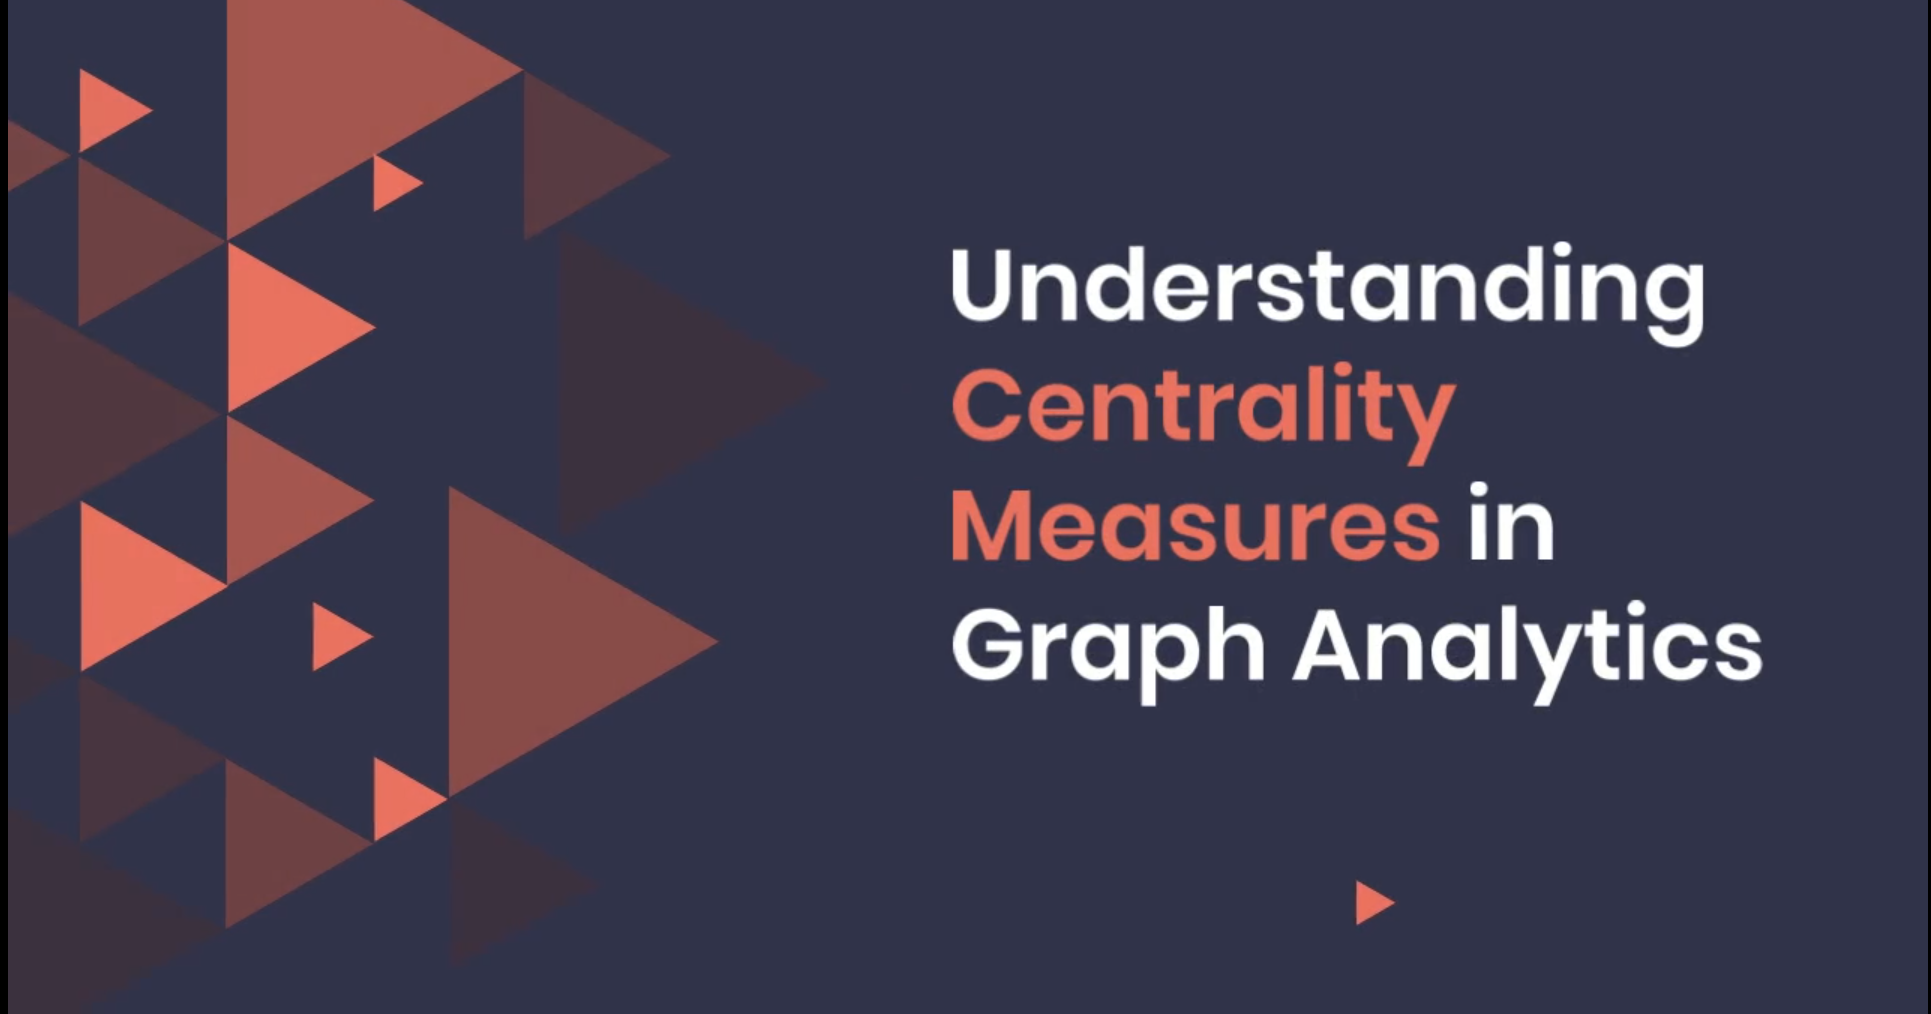 Understanding
Centrality
Measures in
Graph Analytics